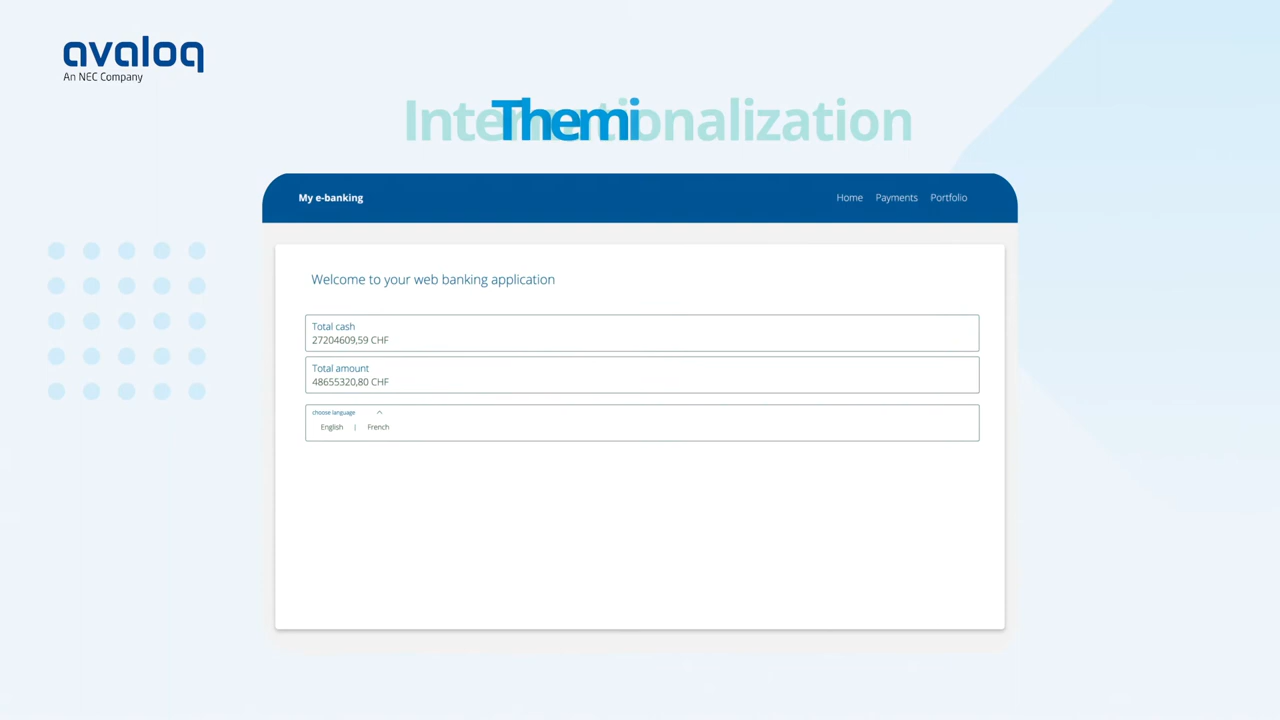 avaloq
An NEC Company
Internationalization
Themi
My e-banking
Home Payments Portfolio
Welcome to your web banking application
Total cash
27204609,59 CHF
Total amount
48655320,80 CHF
choose language
English | French